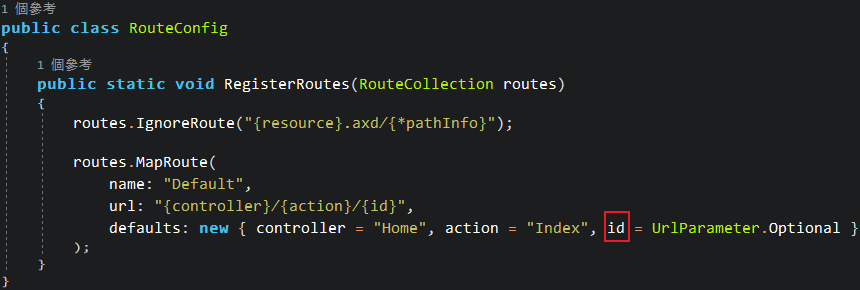 1 個參考
public class RouteConfig
{
1 個參考
public static void RegisterRoutes(RouteCollection routes)
{
routes.IgnoreRoute("{resource}.axd/{*pathInfo}");
routes.MapRoute(
name: "Default",
url: "{controller}/{action}/{id}",
defaults: new { controller = "Home", action = "Index", id = UrlParameter.Optional }
);
}
}